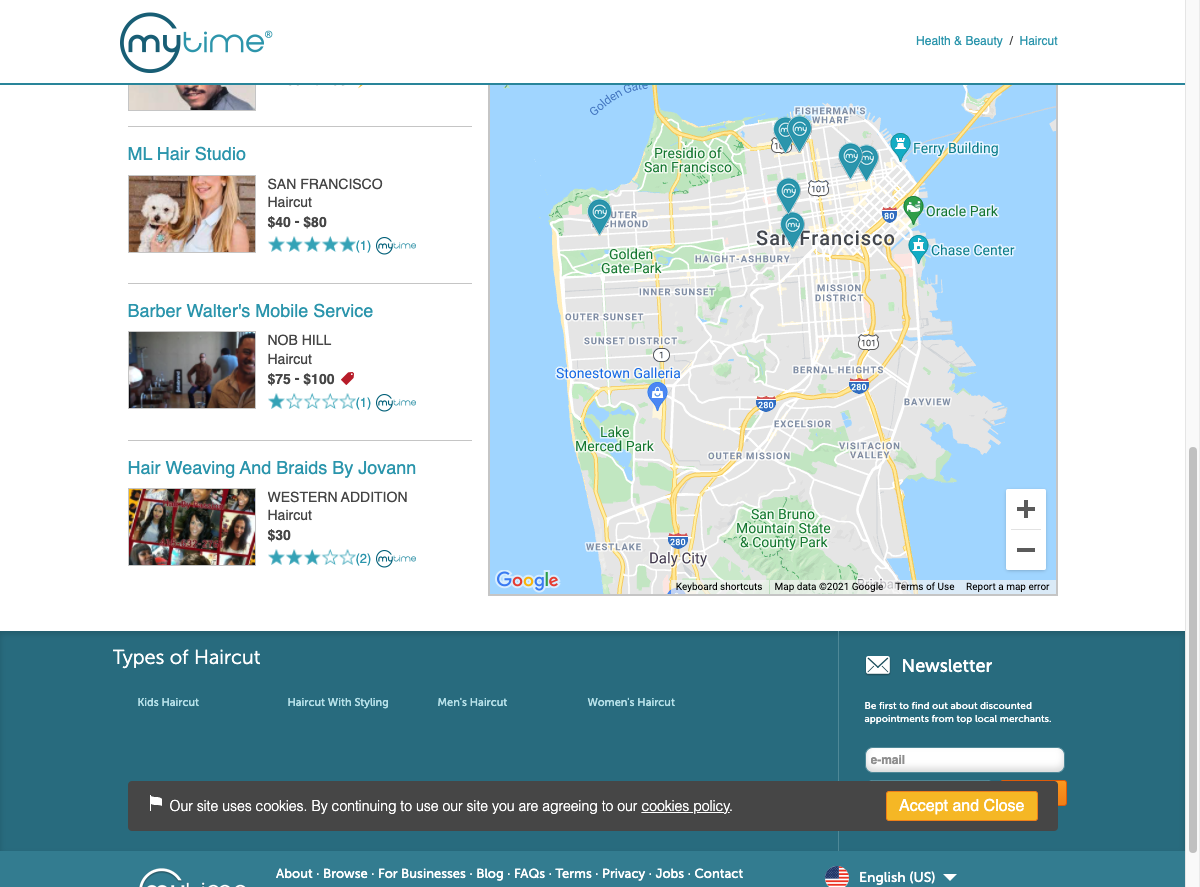 mytime®
Health & Beauty / Haircut
ML Hair Studio
SAN FRANCISCO
Haircut
$40 - $80
(1) mytime
Barber Walter's Mobile Service
NOB HILL
Haircut
$75 - $100
(1) mytime
Hair Weaving And Braids By Jovann
WESTERN ADDITION
Haircut
$30
(2) mytime
Golden Gate
FISHERMAN'S
WHARF
my
my
Presidio of
San Francisco
Ferry Building
my
my
my
101
80
Oracle Park
my
my
San Francisco
Chase Center
Golden
Gate Park
HAIGHT-ASHBURY
INNER SUNSET
MISSION
DISTRICT
OUTER SUNSET
SUNSET DISTRICT
101
1
Stonestown Galleria
BERNAL HEIGHTS
280
280
BAYVIEW
EXCELSIOR
Lake
Merced Park
VISITACION
VALLEY
OUTER MISSION
San Bruno
Mountain State
& County Park
WESTLAKE
280
Daly City
+
−
Google
Keyboard shortcuts
Map data ©2021 Google
Terms of Use
Report a map error
Types of Haircut
Kids Haircut
Haircut With Styling
Men's Haircut
Women's Haircut
Newsletter
Be first to find out about discounted
appointments from top local merchants.
e-mail
Our site uses cookies. By continuing to use our site you are agreeing to our cookies policy.
Accept and Close
About · Browse · For Businesses · Blog · FAQs · Terms · Privacy · Jobs · Contact
English (US)